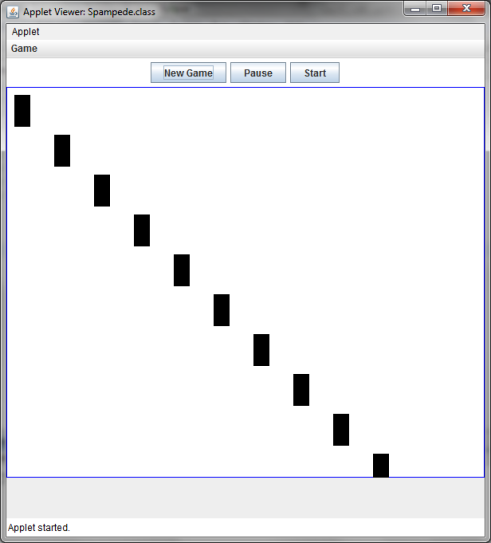 Applet Viewer: Spampede.class
Applet
Game
New Game Pause Start
Applet started.